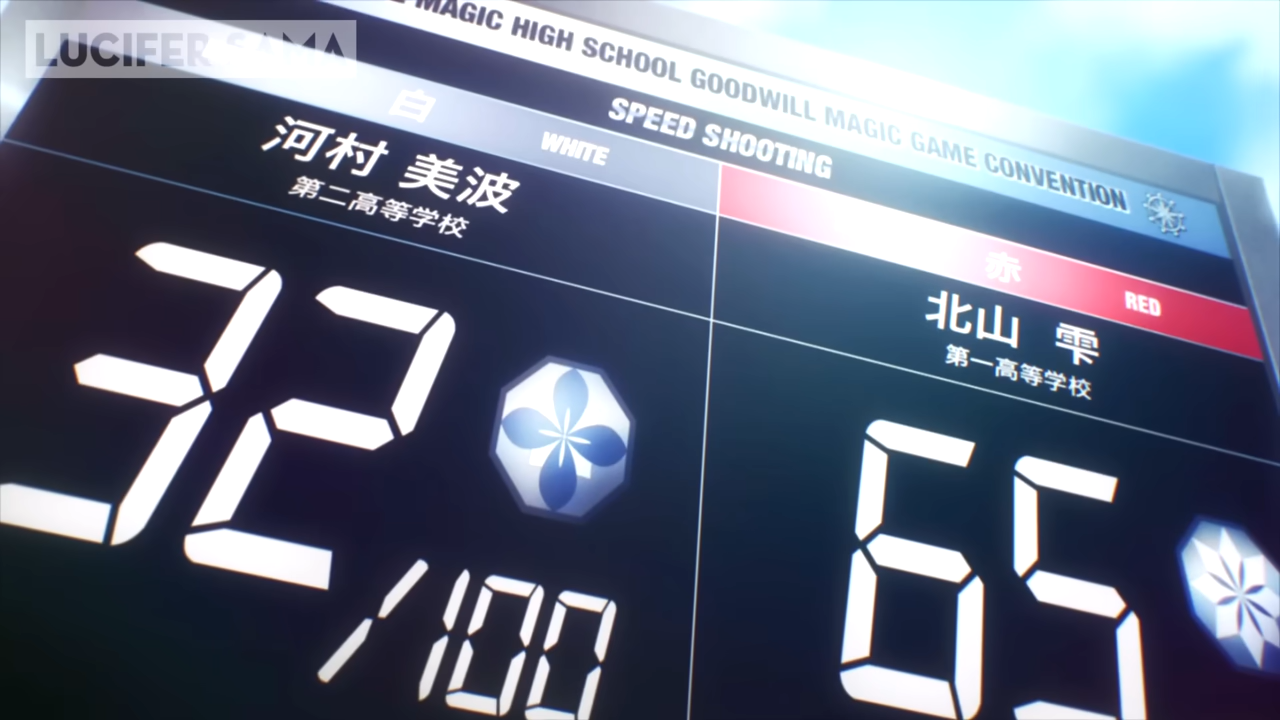 LUCIFER-SAMA
MAGIC HIGH SCHOOL GOODWILL MAGIC GAME CONVENTION
SPEED SHOOTING
白 WHITE
河村 美波
第二高等学校
32
/100
赤 RED
北山 雫
第一高等学校
65